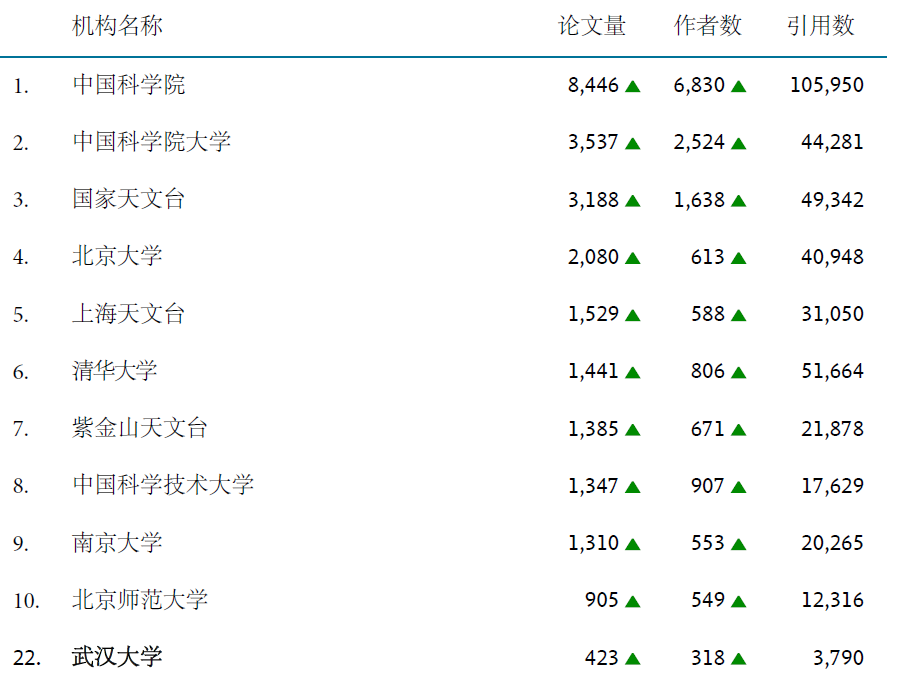 机构名称 论文量 作者数 引用数
1. 中国科学院 8,446 ▲ 6,830 ▲ 105,950
2. 中国科学院大学 3,537 ▲ 2,524 ▲ 44,281
3. 国家天文台 3,188 ▲ 1,638 ▲ 49,342
4. 北京大学 2,080 ▲ 613 ▲ 40,948
5. 上海天文台 1,529 ▲ 588 ▲ 31,050
6. 清华大学 1,441 ▲ 806 ▲ 51,664
7. 紫金山天文台 1,385 ▲ 671 ▲ 21,878
8. 中国科学技术大学 1,347 ▲ 907 ▲ 17,629
9. 南京大学 1,310 ▲ 553 ▲ 20,265
10. 北京师范大学 905 ▲ 549 ▲ 12,316
22. 武汉大学 423 ▲ 318 ▲ 3,790